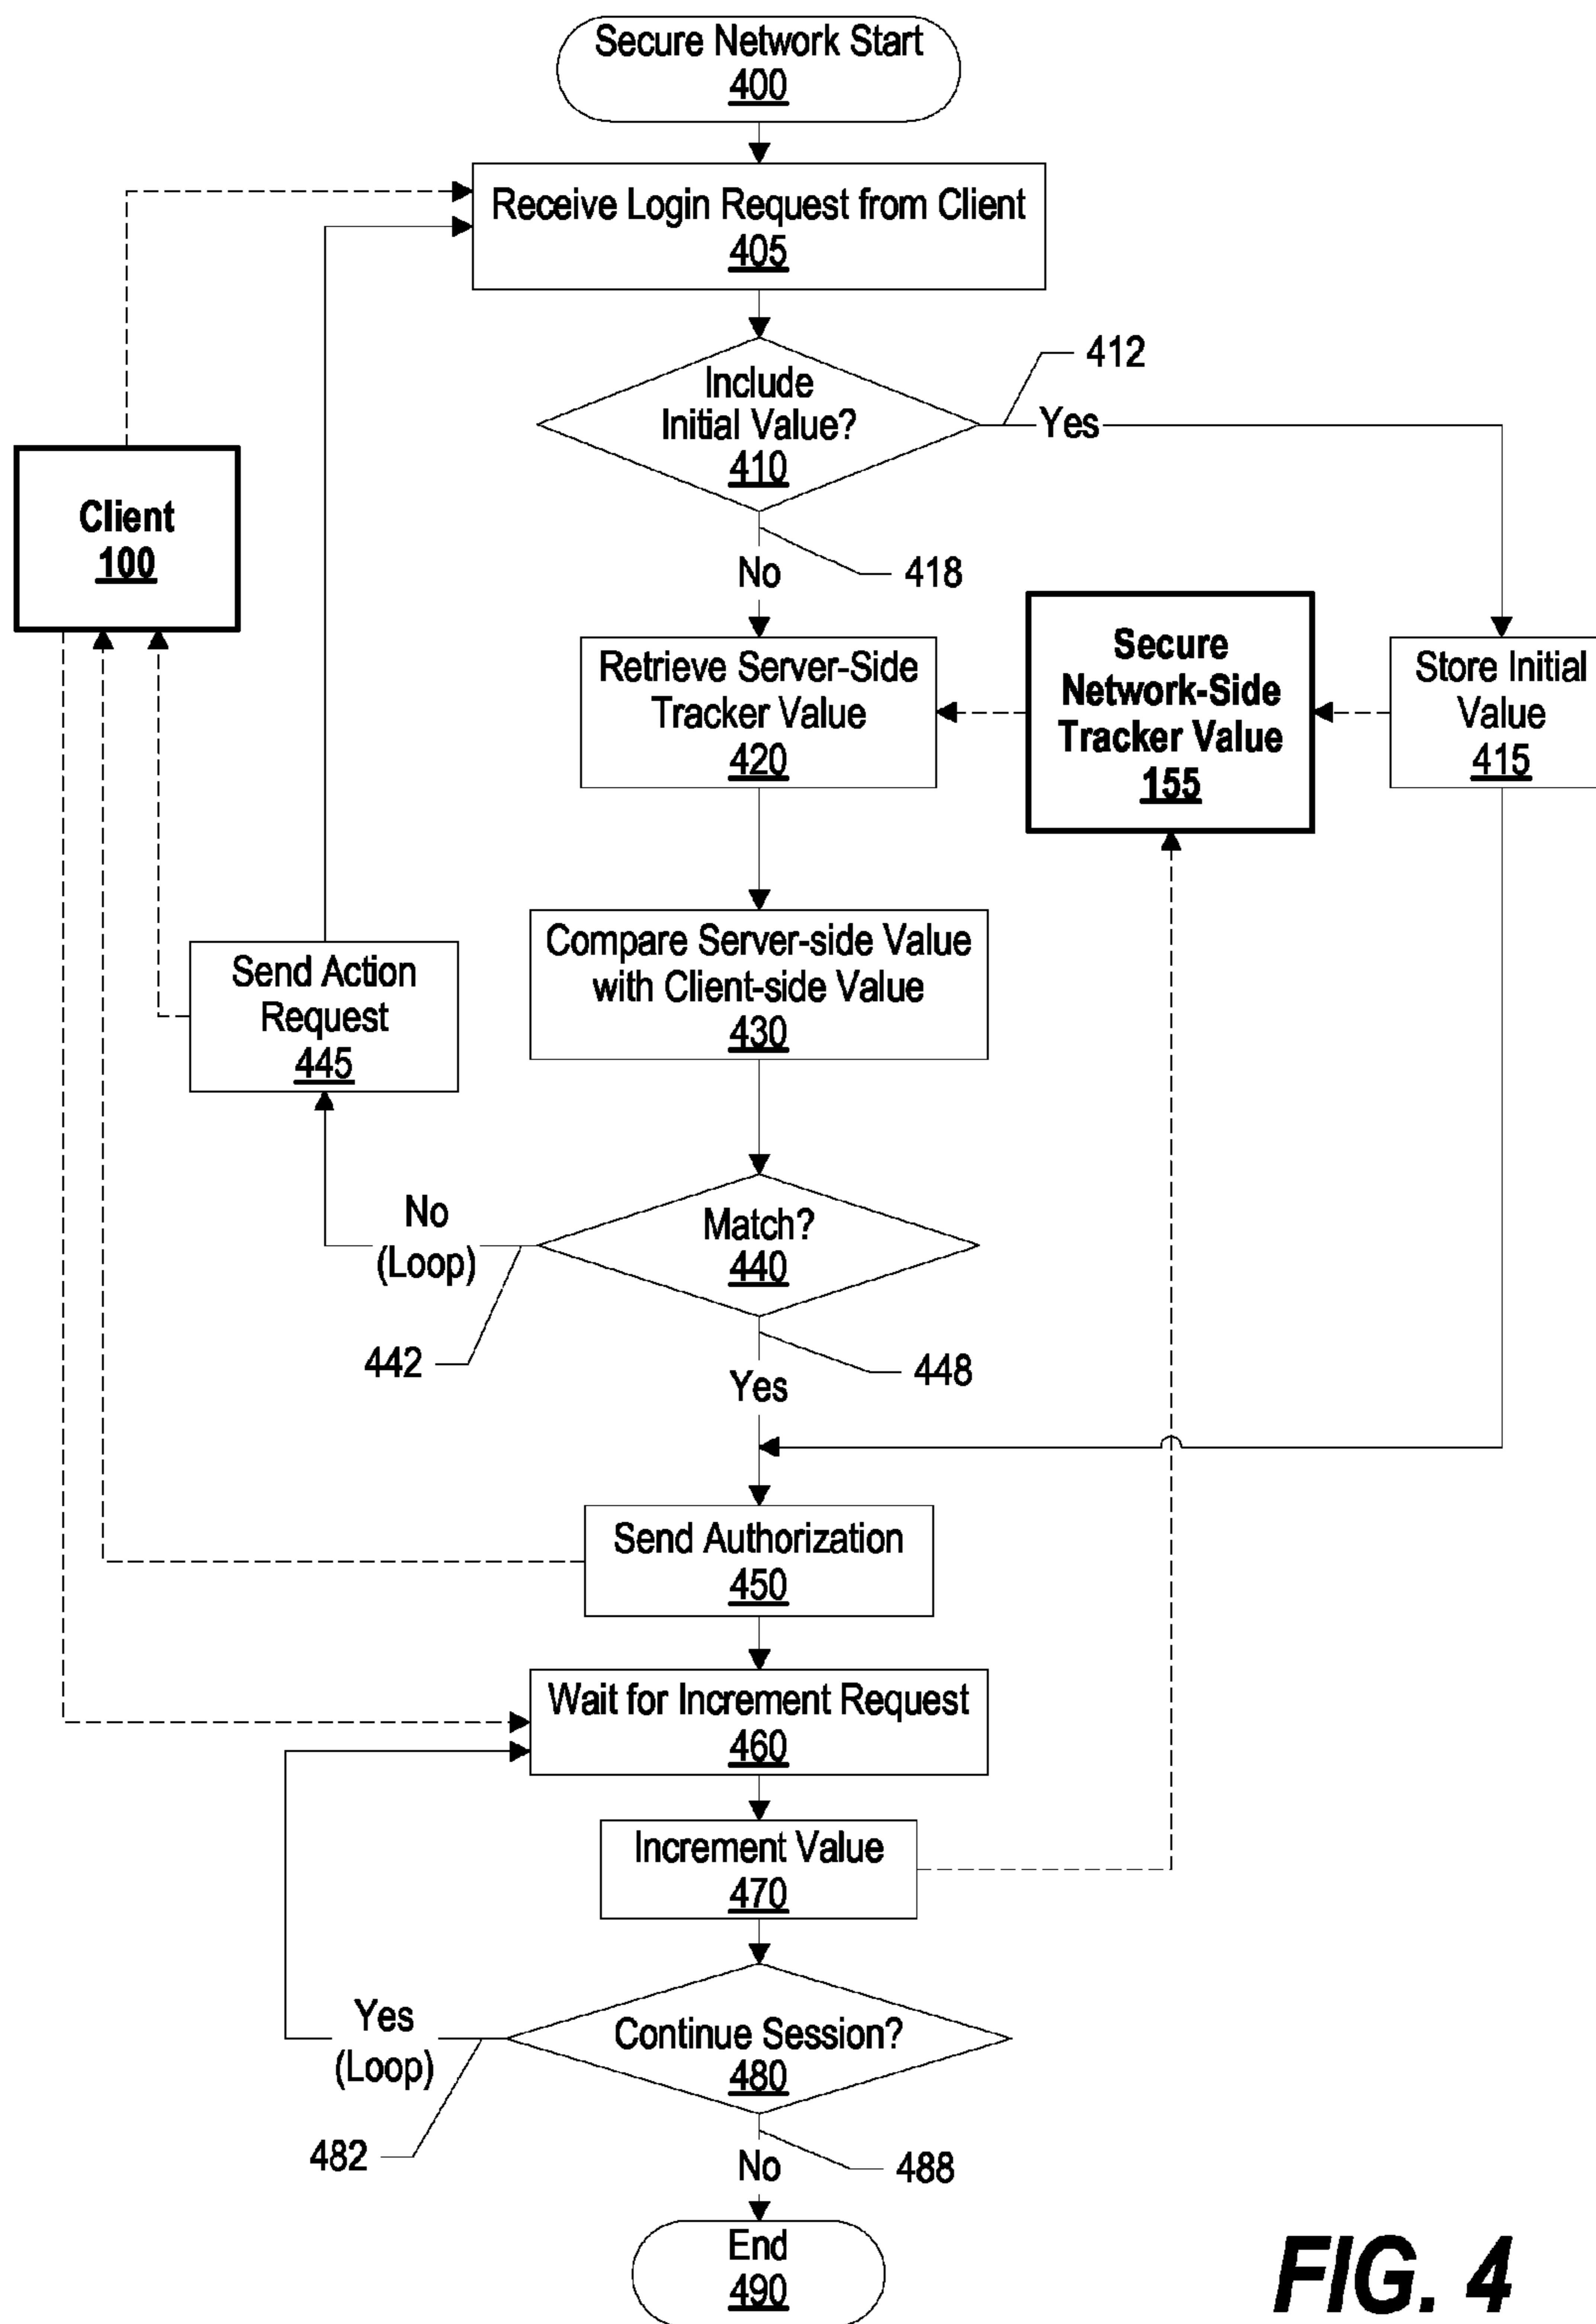 Secure Network Start
400
Receive Login Request from Client
405
412
Include
Initial Value?
410
Yes
Client
100
No
418
Retrieve Server-Side
Tracker Value
420
Secure
Network-Side
Tracker Value
155
Store Initial
Value
415
Compare Server-side Value
with Client-side Value
430
Send Action
Request
445
No
(Loop)
Match?
440
442
448
Yes
Send Authorization
450
Wait for Increment Request
460
Increment Value
470
Yes
(Loop)
Continue Session?
480
482
No
488
End
490
FIG. 4